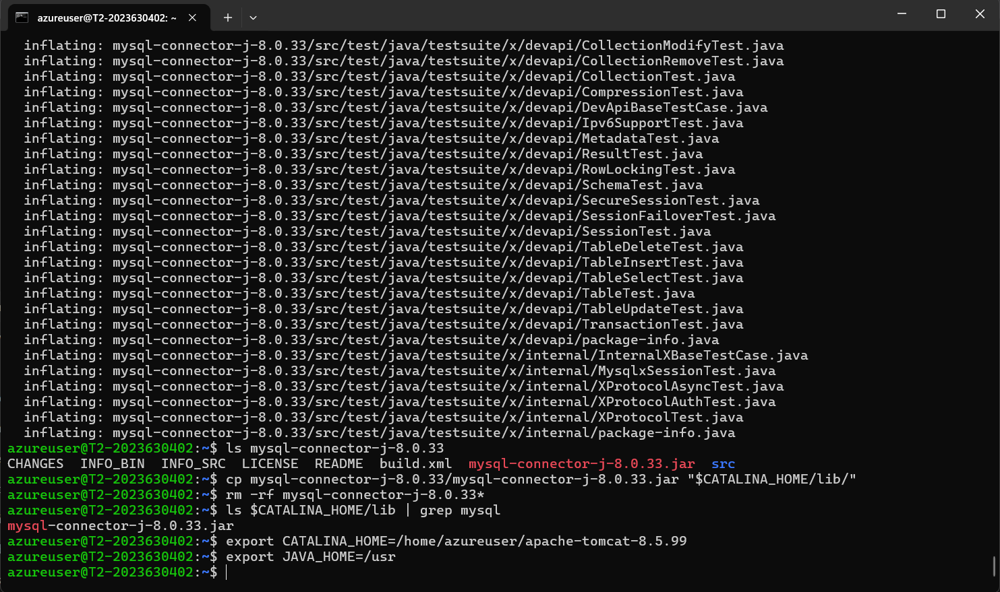 azureuser@T2-2023630402: ~
inflating: mysql-connector-j-8.0.33/src/test/java/testsuite/x/devapi/CollectionModifyTest.java
inflating: mysql-connector-j-8.0.33/src/test/java/testsuite/x/devapi/CollectionRemoveTest.java
inflating: mysql-connector-j-8.0.33/src/test/java/testsuite/x/devapi/CollectionTest.java
inflating: mysql-connector-j-8.0.33/src/test/java/testsuite/x/devapi/CompressionTest.java
inflating: mysql-connector-j-8.0.33/src/test/java/testsuite/x/devapi/DevApiBaseTestCase.java
inflating: mysql-connector-j-8.0.33/src/test/java/testsuite/x/devapi/Ipv6SupportTest.java
inflating: mysql-connector-j-8.0.33/src/test/java/testsuite/x/devapi/MetadataTest.java
inflating: mysql-connector-j-8.0.33/src/test/java/testsuite/x/devapi/ResultTest.java
inflating: mysql-connector-j-8.0.33/src/test/java/testsuite/x/devapi/RowLockingTest.java
inflating: mysql-connector-j-8.0.33/src/test/java/testsuite/x/devapi/SchemaTest.java
inflating: mysql-connector-j-8.0.33/src/test/java/testsuite/x/devapi/SecureSessionTest.java
inflating: mysql-connector-j-8.0.33/src/test/java/testsuite/x/devapi/SessionFailoverTest.java
inflating: mysql-connector-j-8.0.33/src/test/java/testsuite/x/devapi/SessionTest.java
inflating: mysql-connector-j-8.0.33/src/test/java/testsuite/x/devapi/TableDeleteTest.java
inflating: mysql-connector-j-8.0.33/src/test/java/testsuite/x/devapi/TableInsertTest.java
inflating: mysql-connector-j-8.0.33/src/test/java/testsuite/x/devapi/TableSelectTest.java
inflating: mysql-connector-j-8.0.33/src/test/java/testsuite/x/devapi/TableTest.java
inflating: mysql-connector-j-8.0.33/src/test/java/testsuite/x/devapi/TableUpdateTest.java
inflating: mysql-connector-j-8.0.33/src/test/java/testsuite/x/devapi/TransactionTest.java
inflating: mysql-connector-j-8.0.33/src/test/java/testsuite/x/devapi/package-info.java
inflating: mysql-connector-j-8.0.33/src/test/java/testsuite/x/internal/InternalXBaseTestCase.java
inflating: mysql-connector-j-8.0.33/src/test/java/testsuite/x/internal/MysqlxSessionTest.java
inflating: mysql-connector-j-8.0.33/src/test/java/testsuite/x/internal/XProtocolAsyncTest.java
inflating: mysql-connector-j-8.0.33/src/test/java/testsuite/x/internal/XProtocolAuthTest.java
inflating: mysql-connector-j-8.0.33/src/test/java/testsuite/x/internal/XProtocolTest.java
inflating: mysql-connector-j-8.0.33/src/test/java/testsuite/x/internal/package-info.java
azureuser@T2-2023630402:~$ ls mysql-connector-j-8.0.33
CHANGES  INFO_BIN  INFO_SRC  LICENSE  README  build.xml  mysql-connector-j-8.0.33.jar  src
azureuser@T2-2023630402:~$ cp mysql-connector-j-8.0.33/mysql-connector-j-8.0.33.jar "$CATALINA_HOME/lib/"
azureuser@T2-2023630402:~$ rm -rf mysql-connector-j-8.0.33*
azureuser@T2-2023630402:~$ ls $CATALINA_HOME/lib | grep mysql
mysql-connector-j-8.0.33.jar
azureuser@T2-2023630402:~$ export CATALINA_HOME=/home/azureuser/apache-tomcat-8.5.99
azureuser@T2-2023630402:~$ export JAVA_HOME=/usr
azureuser@T2-2023630402:~$